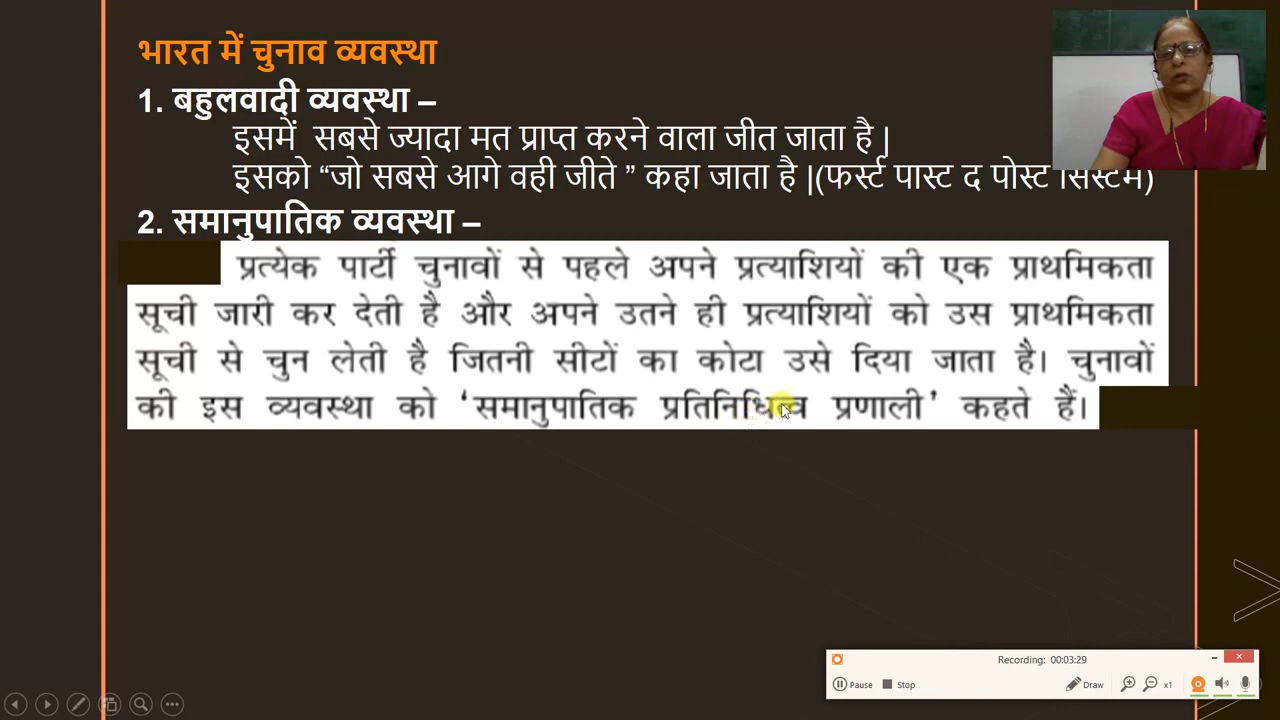 भारत में चुनाव व्यवस्था
1. बहुलवादी व्यवस्था –
इसमें सबसे ज्यादा मत प्राप्त करने वाला जीत जाता है |
इसको “जो सबसे आगे वही जीते ” कहा जाता है |(फर्स्ट पास्ट द पोस्ट सिस्टम)
2. समानुपातिक व्यवस्था –
प्रत्येक पार्टी चुनावों से पहले अपने प्रत्याशियों की एक प्राथमिकता
सूची जारी कर देती है और अपने उतने ही प्रत्याशियों को उस प्राथमिकता
सूची से चुन लेती है जितनी सीटों का कोटा उसे दिया जाता है। चुनावों
की इस व्यवस्था को ‘समानुपातिक प्रतिनिधित्व प्रणाली’ कहते हैं।
Recording: 00:03:29
Pause Stop Draw x1